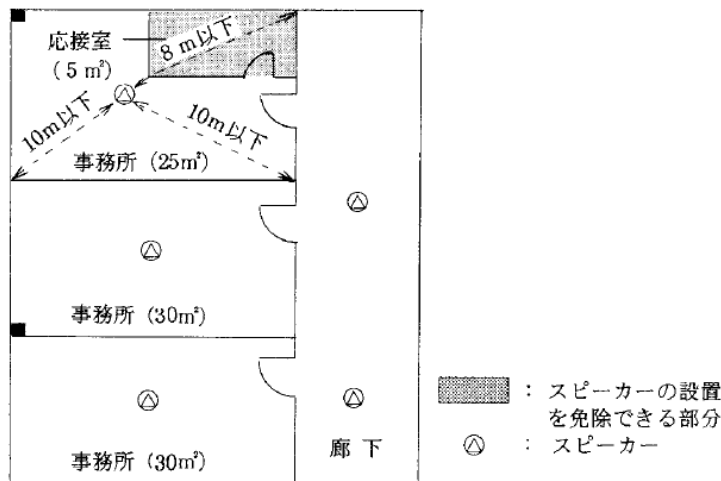 応接室
(5㎡)
8m以下
10m以下
10m以下
事務所 (25㎡)
事務所 (30㎡)
事務所 (30㎡)
廊下
： スピーカーの設置
を免除できる部分
： スピーカー